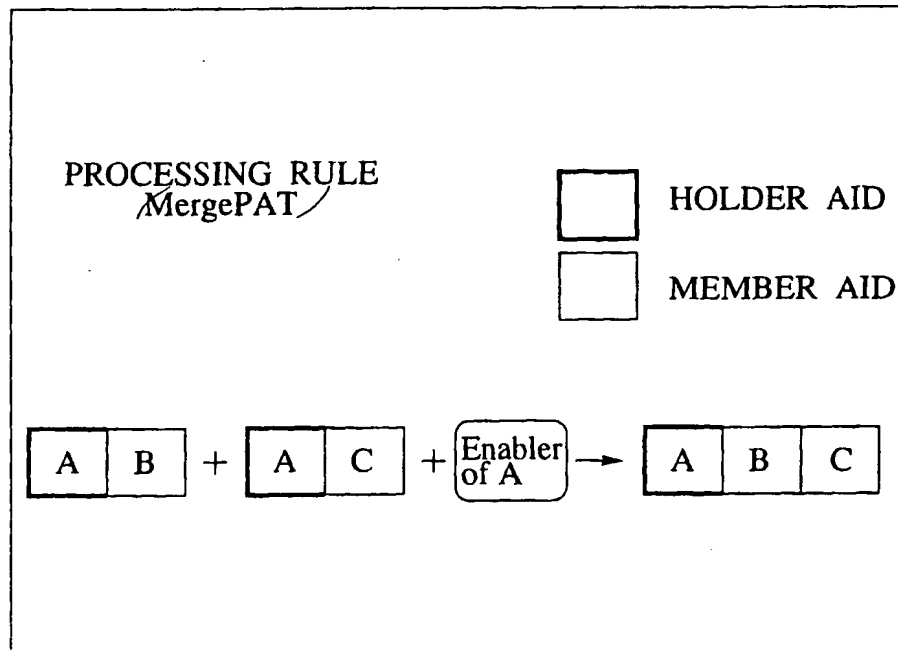 PROCESSING RULE
MergePAT
HOLDER AID
MEMBER AID
A B + A C + Enabler of A → A B C